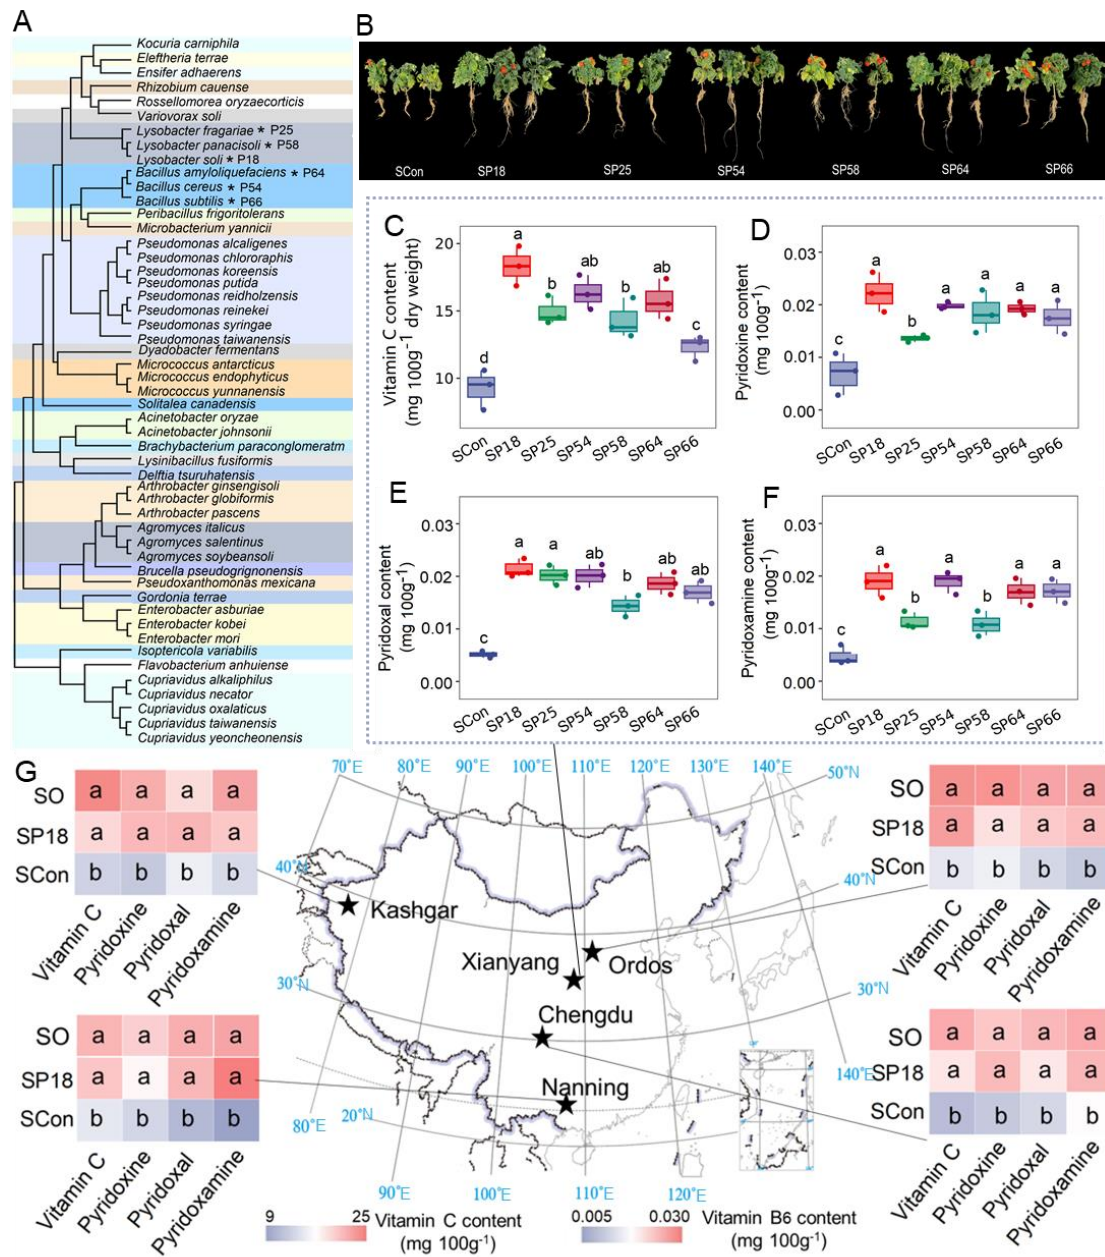 A
Kocuria carniphila
Eleftheria terrae
Ensifer adhaerens
Rhizobium cauense
Rossellomorea oryzaecorticis
Variovorax soli
Lysobacter fragariae * P25
Lysobacter panacisoli * P58
Lysobacter soli * P18
Bacillus amyloliquefaciens * P64
Bacillus cereus * P54
Bacillus subtilis * P66
Peribacillus frigoritolerans
Microbacterium yannicii
Pseudomonas alcaligenes
Pseudomonas chlororaphis
Pseudomonas koreensis
Pseudomonas putida
Pseudomonas reidholzensis
Pseudomonas reinekei
Pseudomonas syringae
Pseudomonas taiwanensis
Dyadobacter fermentans
Micrococcus antarcticus
Micrococcus endophyticus
Micrococcus yunnanensis
Solitalea canadensis
Acinetobacter oryzae
Acinetobacter johnsonii
Brachybacterium paraconglomeratm
Lysinibacillus fusiformis
Delftia tsuruhatensis
Arthrobacter ginsengisoli
Arthrobacter globiformis
Arthrobacter pascens
Agromyces italicus
Agromyces salentinus
Agromyces soybeansoli
Brucella pseudogrignonensis
Pseudoxanthomonas mexicana
Gordonia terrae
Enterobacter asburiae
Enterobacter kobei
Enterobacter mori
Isoptericola variabilis
Flavobacterium anhuiense
Cupriavidus alkaliphilus
Cupriavidus necator
Cupriavidus oxalaticus
Cupriavidus taiwanensis
Cupriavidus yeoncheonensis
B
SCon SP18 SP25 SP54 SP58 SP64 SP66
C
Vitamin C content
(mg 100g⁻¹ dry weight)
20
15
10
d a b ab b ab c
SCon SP18 SP25 SP54 SP58 SP64 SP66
D
Pyridoxine content
(mg 100g⁻¹)
0.03
0.02
0.01
0.00
c a b a a a a
SCon SP18 SP25 SP54 SP58 SP64 SP66
E
Pyridoxal content
(mg 100g⁻¹)
0.03
0.02
0.01
0.00
c a a ab b ab ab
SCon SP18 SP25 SP54 SP58 SP64 SP66
F
Pyridoxamine content
(mg 100g⁻¹)
0.03
0.02
0.01
0.00
c a b a b a a
SCon SP18 SP25 SP54 SP58 SP64 SP66
G
SO a a a a
SP18 a a a a
SCon b b b b
Vitamin C Pyridoxine Pyridoxal Pyridoxamine
SO a a a a
SP18 a a a a
SCon b b b b
Vitamin C Pyridoxine Pyridoxal Pyridoxamine
70°E 80°E 90°E 100°E 110°E 120°E 130°E 140°E 50°N
40°N
40°N
Kashgar
Xianyang
Ordos
30°N
30°N
Chengdu
Nanning
140°E
80°E
20°N
90°E 100°E 110°E 120°E
SO a a a a
SP18 a a a a
SCon b b b b
Vitamin C Pyridoxine Pyridoxal Pyridoxamine
SO a a a a
SP18 a a a a
SCon b b b b
Vitamin C Pyridoxine Pyridoxal Pyridoxamine
9 25
Vitamin C content
(mg 100g⁻¹)
0.005 0.030
Vitamin B6 content
(mg 100g⁻¹)